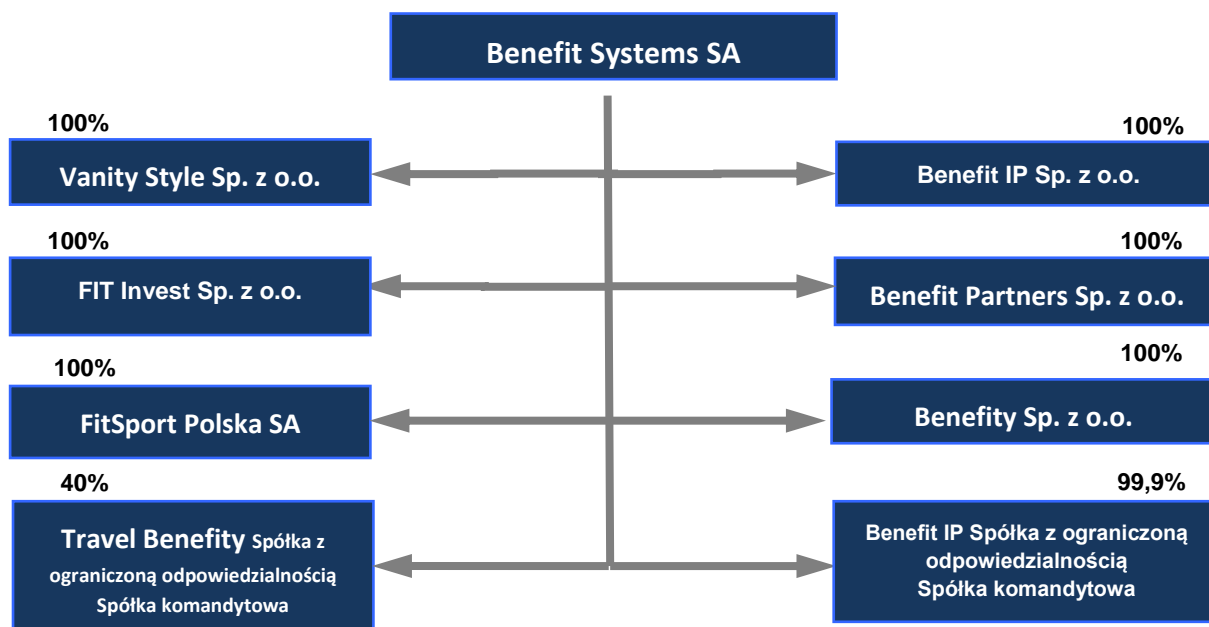 Benefit Systems SA
100%
Vanity Style Sp. z o.o.
100%
Benefit IP Sp. z o.o.
100%
FIT Invest Sp. z o.o.
100%
Benefit Partners Sp. z o.o.
100%
FitSport Polska SA
100%
Benefity Sp. z o.o.
40%
Travel Benefity Spółka z
ograniczoną odpowiedzialnością
Spółka komandytowa
99,9%
Benefit IP Spółka z ograniczoną
odpowiedzialnością
Spółka komandytowa